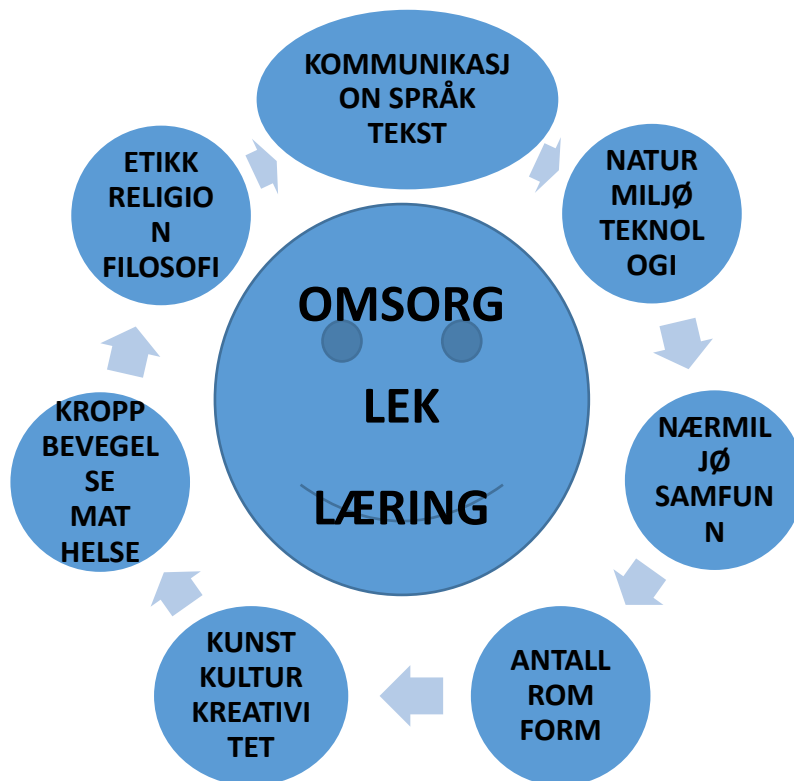 KOMMUNIKASJ
ON SPRÅK
TEKST
NATUR
MILJØ
TEKNOL
OGI
NÆRMIL
JØ
SAMFUN
N
ANTALL
ROM
FORM
KUNST
KULTUR
KREATIVI
TET
KROPP
BEVEGEL
SE
MAT
HELSE
ETIKK
RELIGIO
N
FILOSOFI
OMSORG
LEK
LÆRING